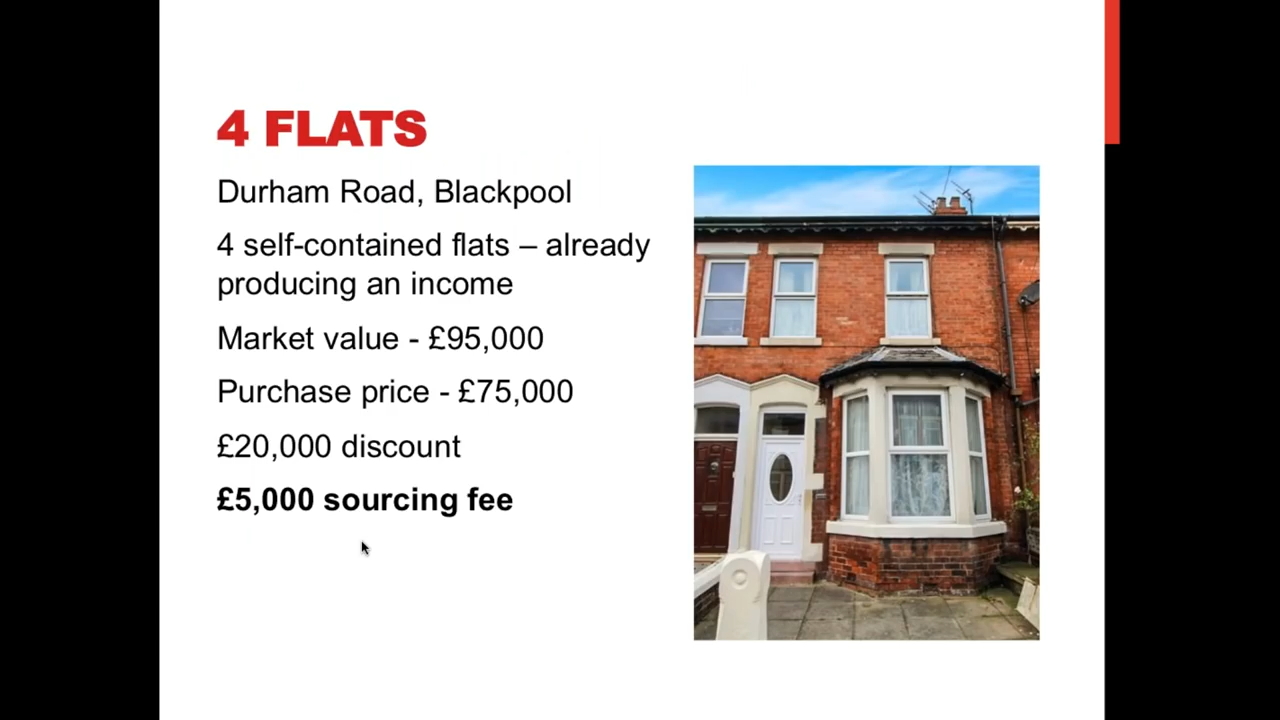 4 FLATS
Durham Road, Blackpool
4 self-contained flats – already
producing an income
Market value - £95,000
Purchase price - £75,000
£20,000 discount
£5,000 sourcing fee